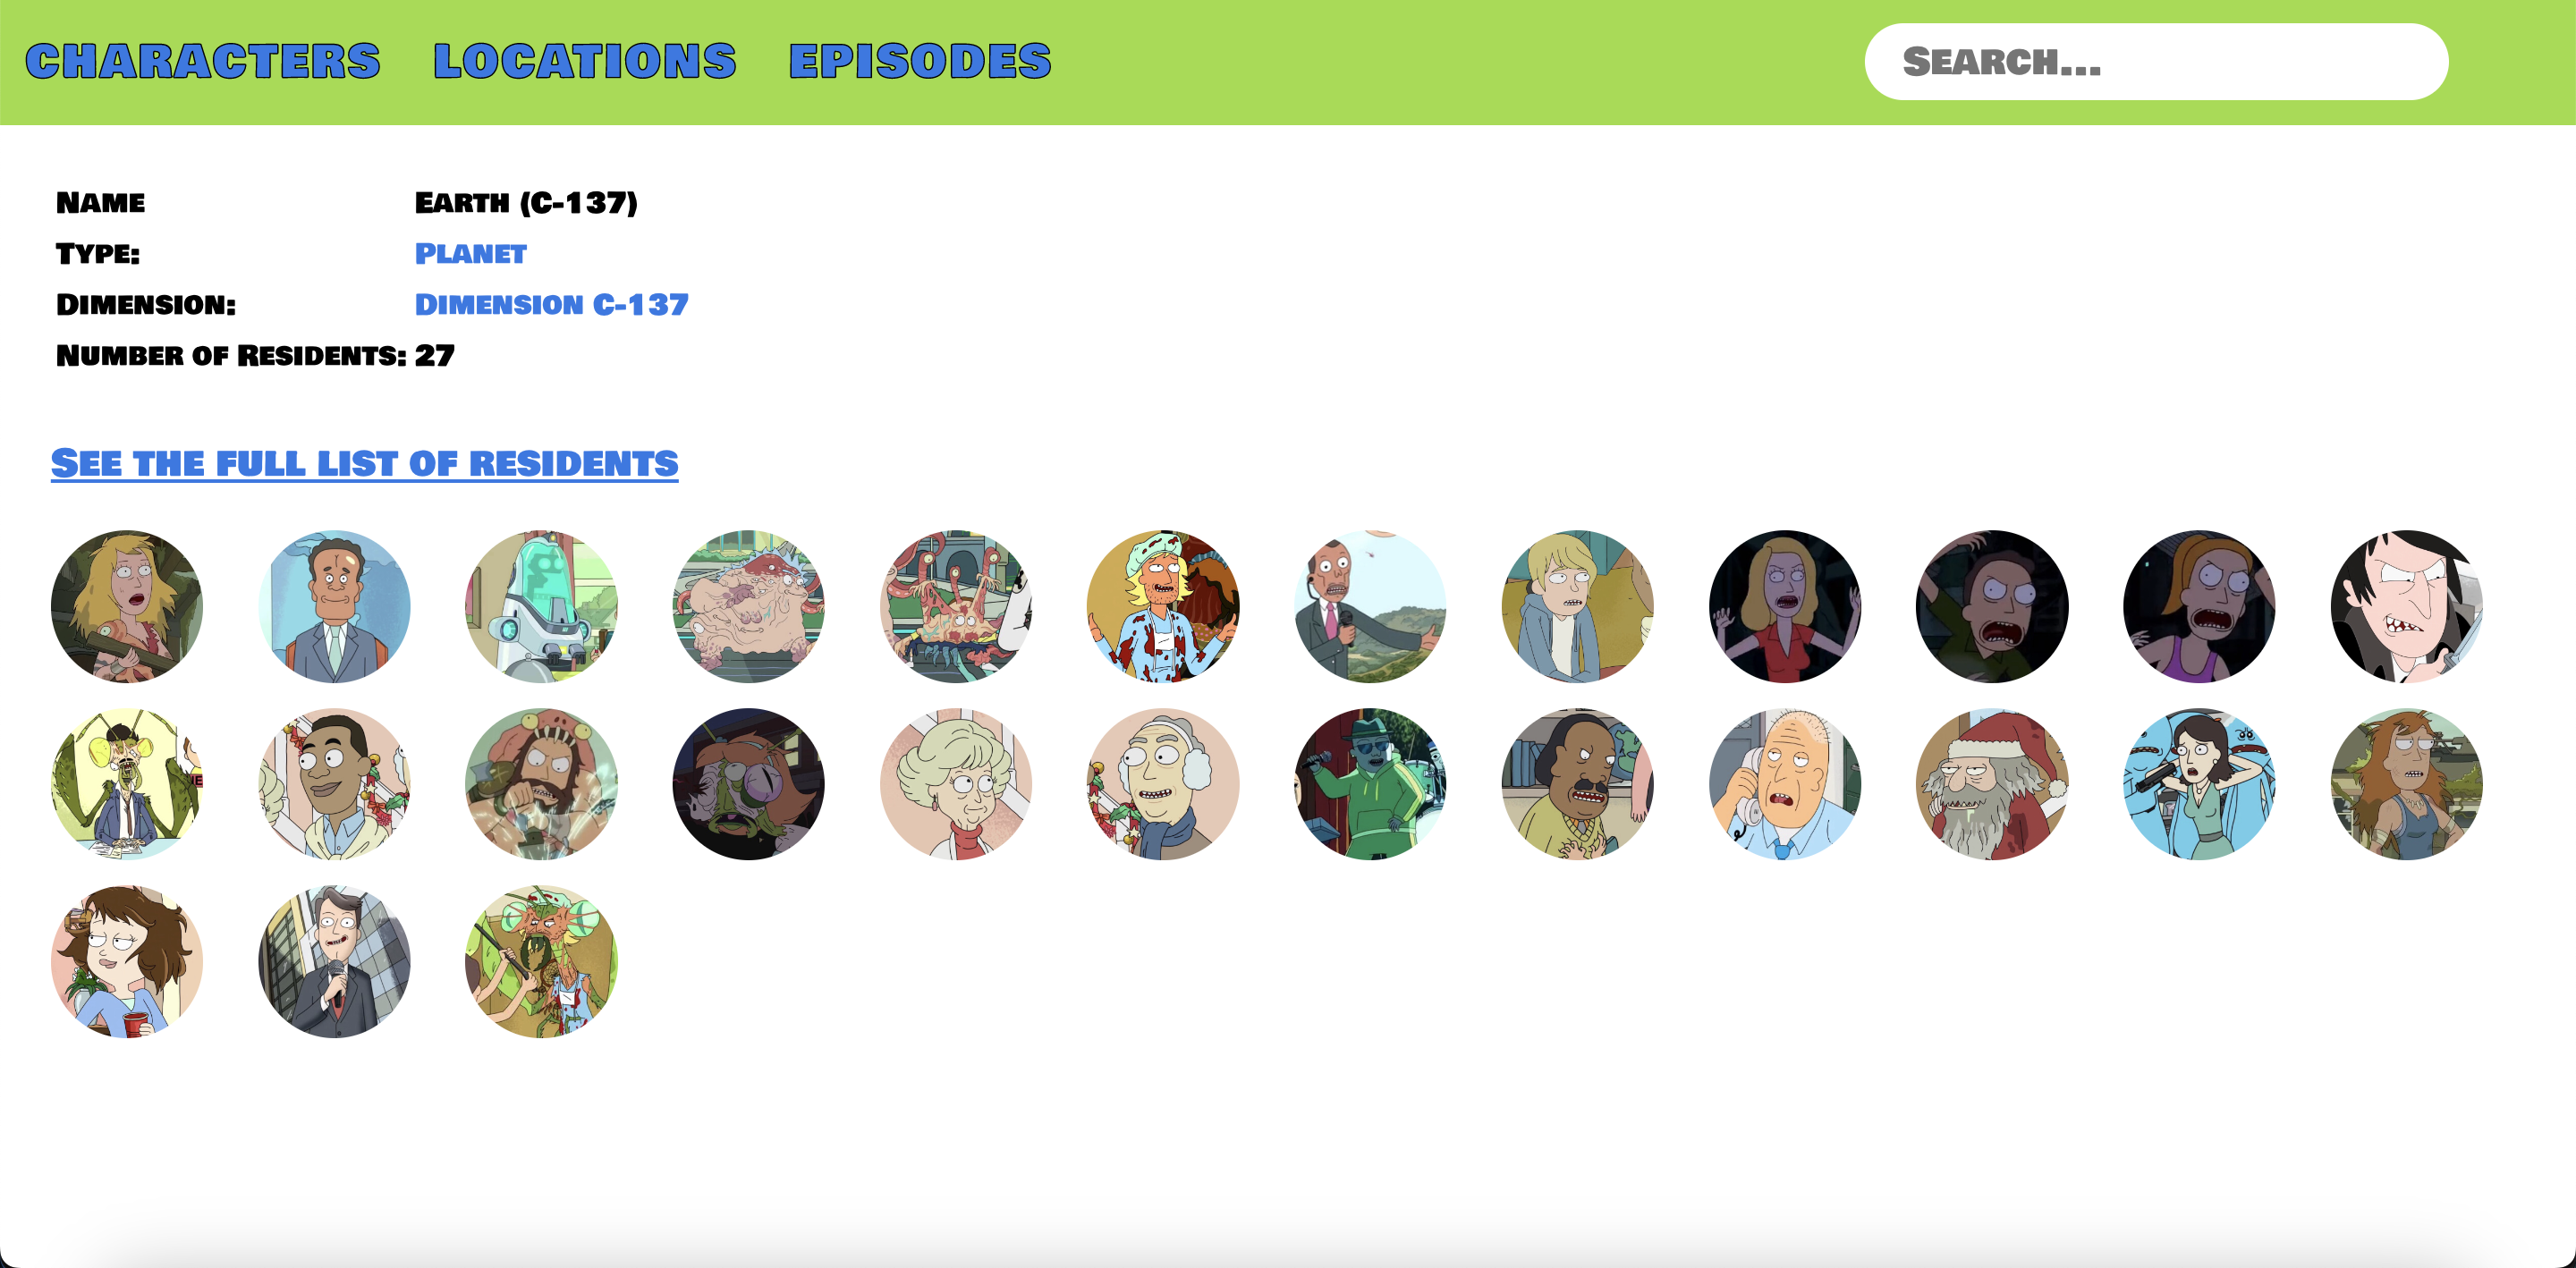 CHARACTERS LOCATIONS EPISODES Search...
Name Earth (C-137)
Type: Planet
Dimension: Dimension C-137
Number of Residents: 27
See the full list of residents